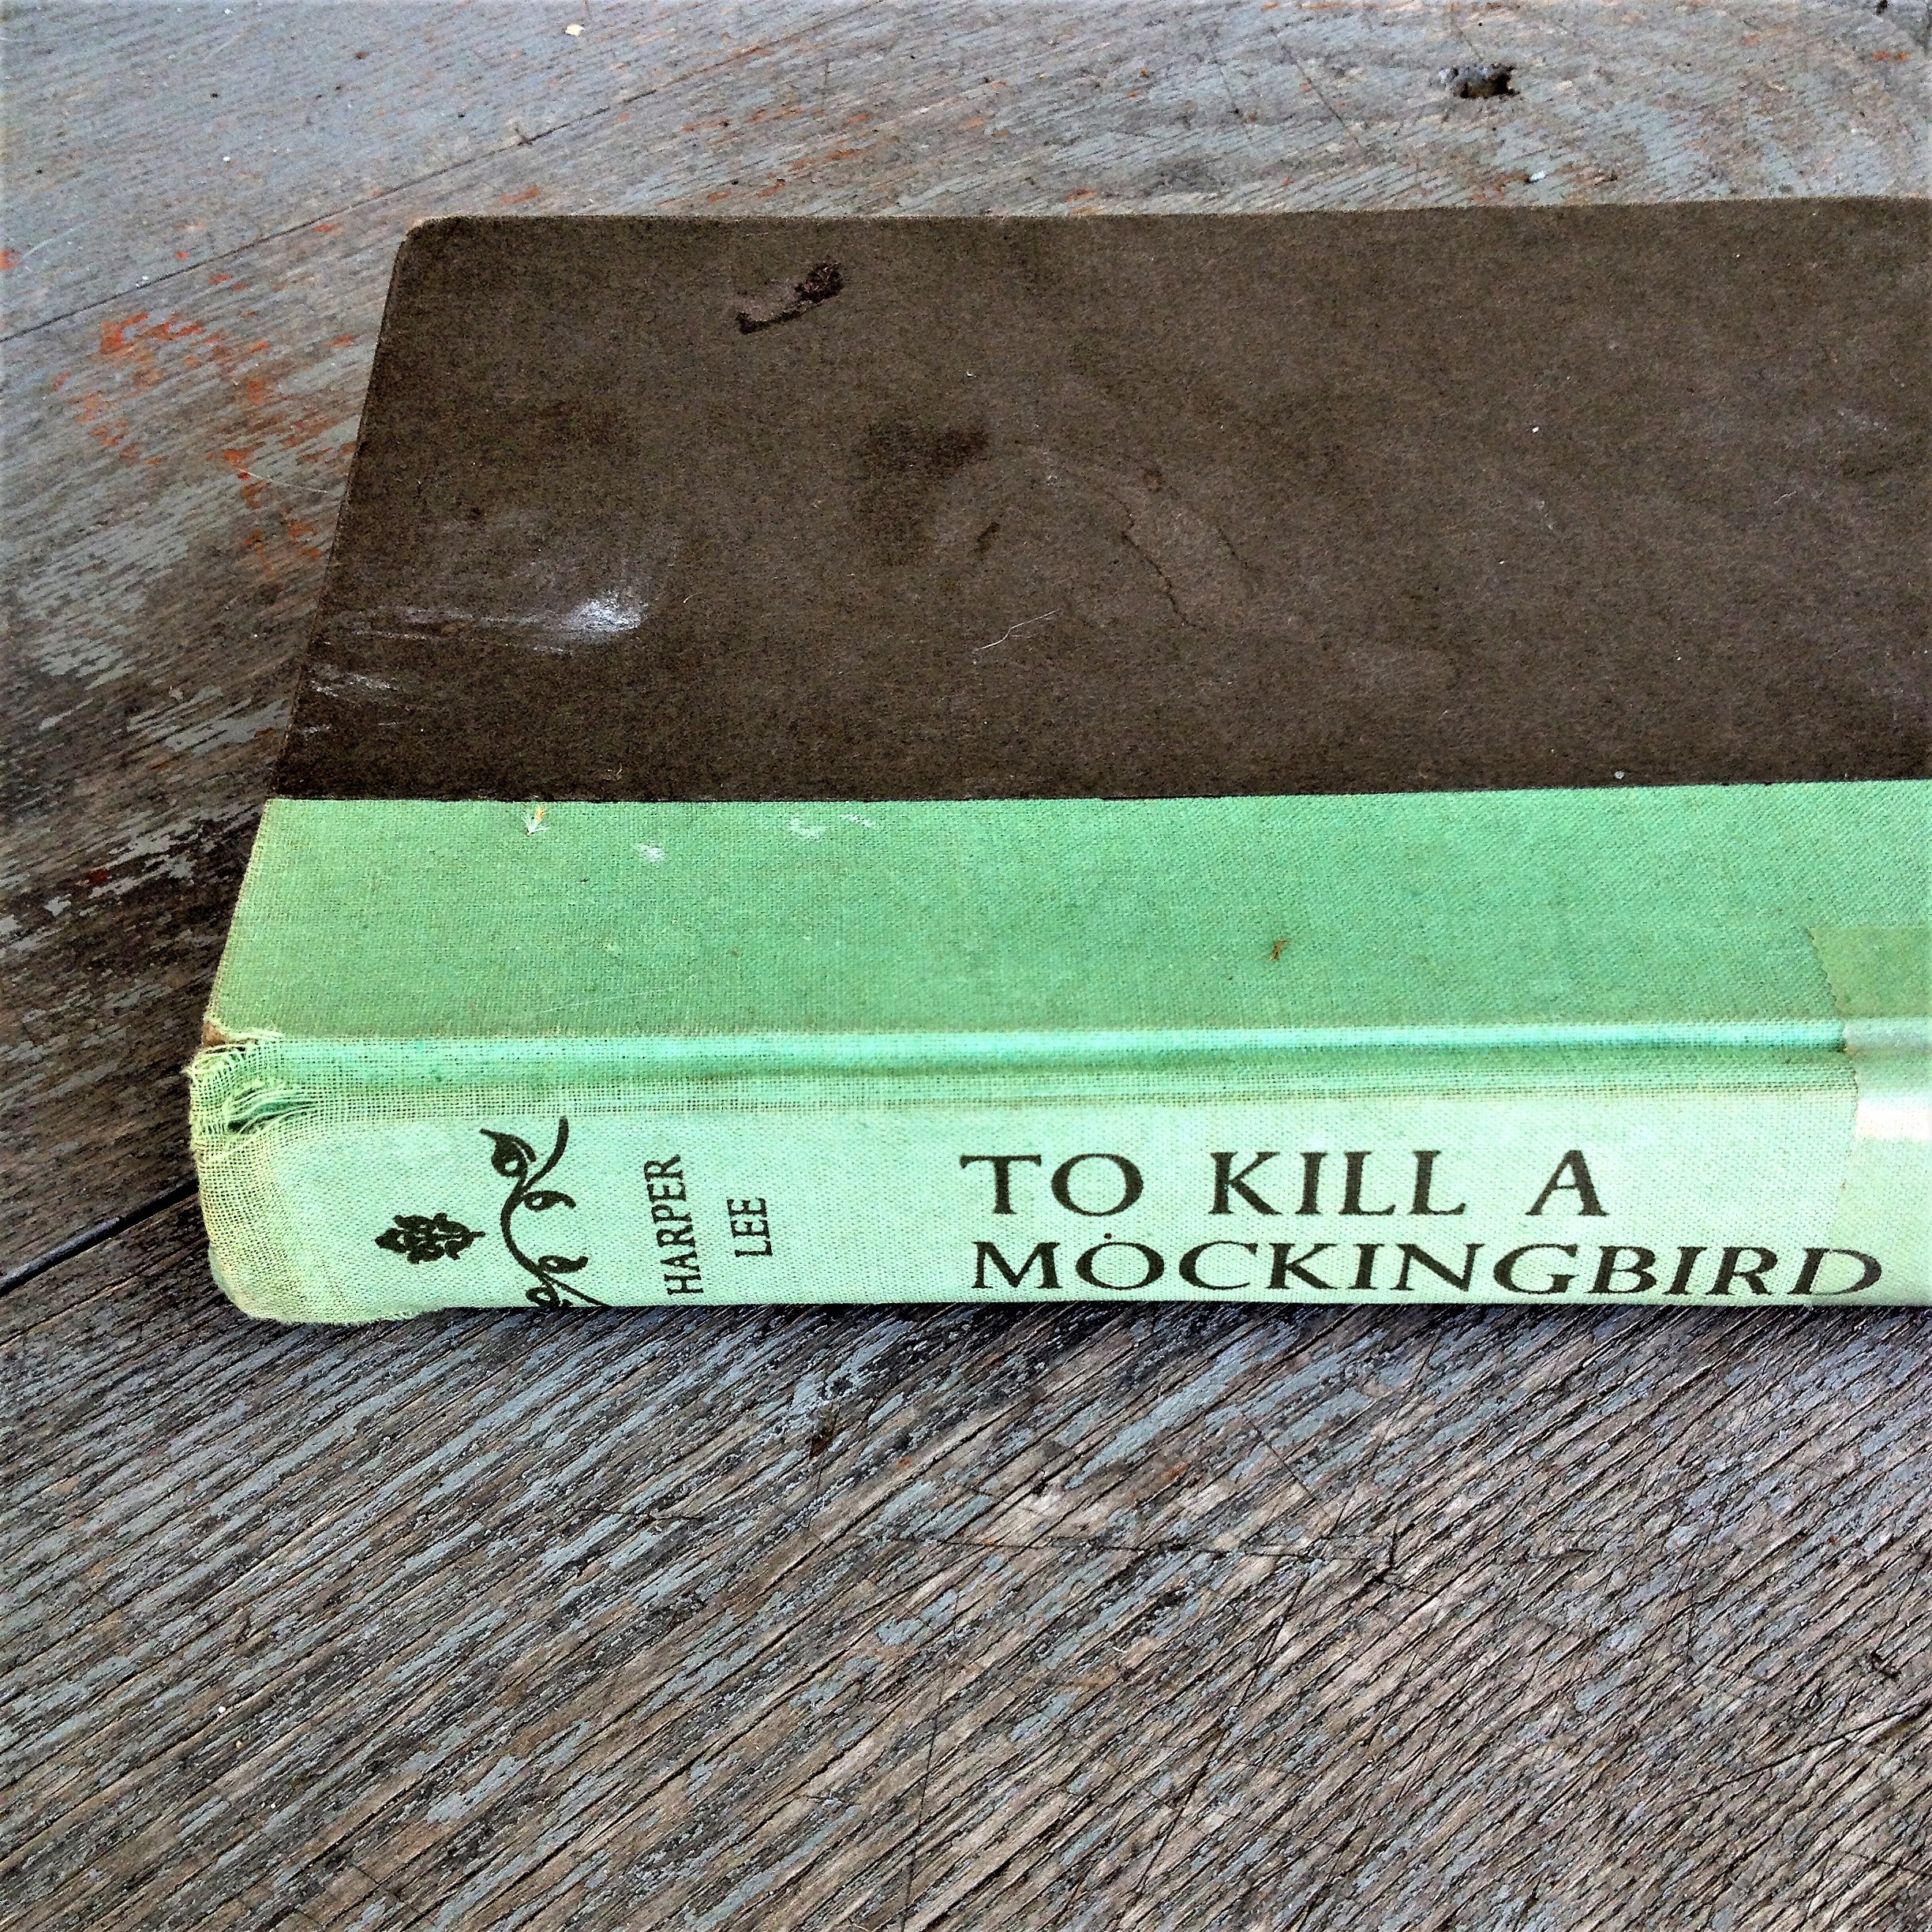 HARPER
LEE
TO KILL A
MOCKINGBIRD